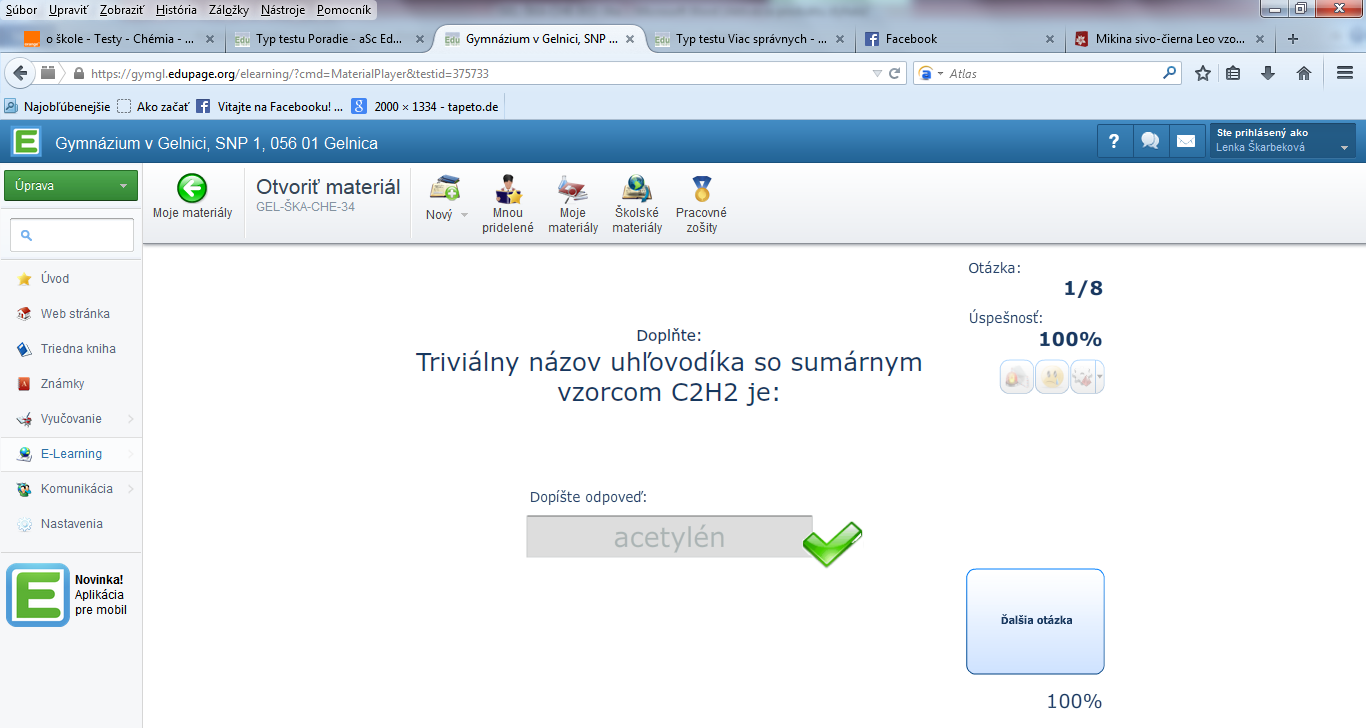 Súbor Upraviť Zobraziť História Záložky Nástroje Pomocník
o škole - Testy - Chémia - ... Typ testu Poradie - aSc Ed... Gymnázium v Gelnici, SNP ... Typ testu Viac správnych - ... Facebook Mikina sivo-čierna Leo vzo...
https://gymgl.edupage.org/elearning/?cmd=MaterialPlayer&testid=375733 Atlas
Najobľúbenejšie Ako začať Vitajte na Facebooku! ... 2000 × 1334 - tapeto.de
Gymnázium v Gelnici, SNP 1, 056 01 Gelnica
?
Ste prihlásený ako
Lenka Škarbeková
Úprava
Moje materiály
Otvoriť materiál
GEL-ŠKA-CHE-34
Nový
Mnou
pridelené
Moje
materiály
Školské
materiály
Pracovné
zošity
Úvod
Web stránka
Triedna kniha
Známky
Vyučovanie
E-Learning
Komunikácia
Nastavenia
Novinka!
Aplikácia
pre mobil
Otázka:
1/8
Úspešnosť:
100%
Doplňte:
Triviálny názov uhľovodíka so sumárnym
vzorcom C2H2 je:
Dopíšte odpoveď:
acetylén
Ďalšia otázka
100%